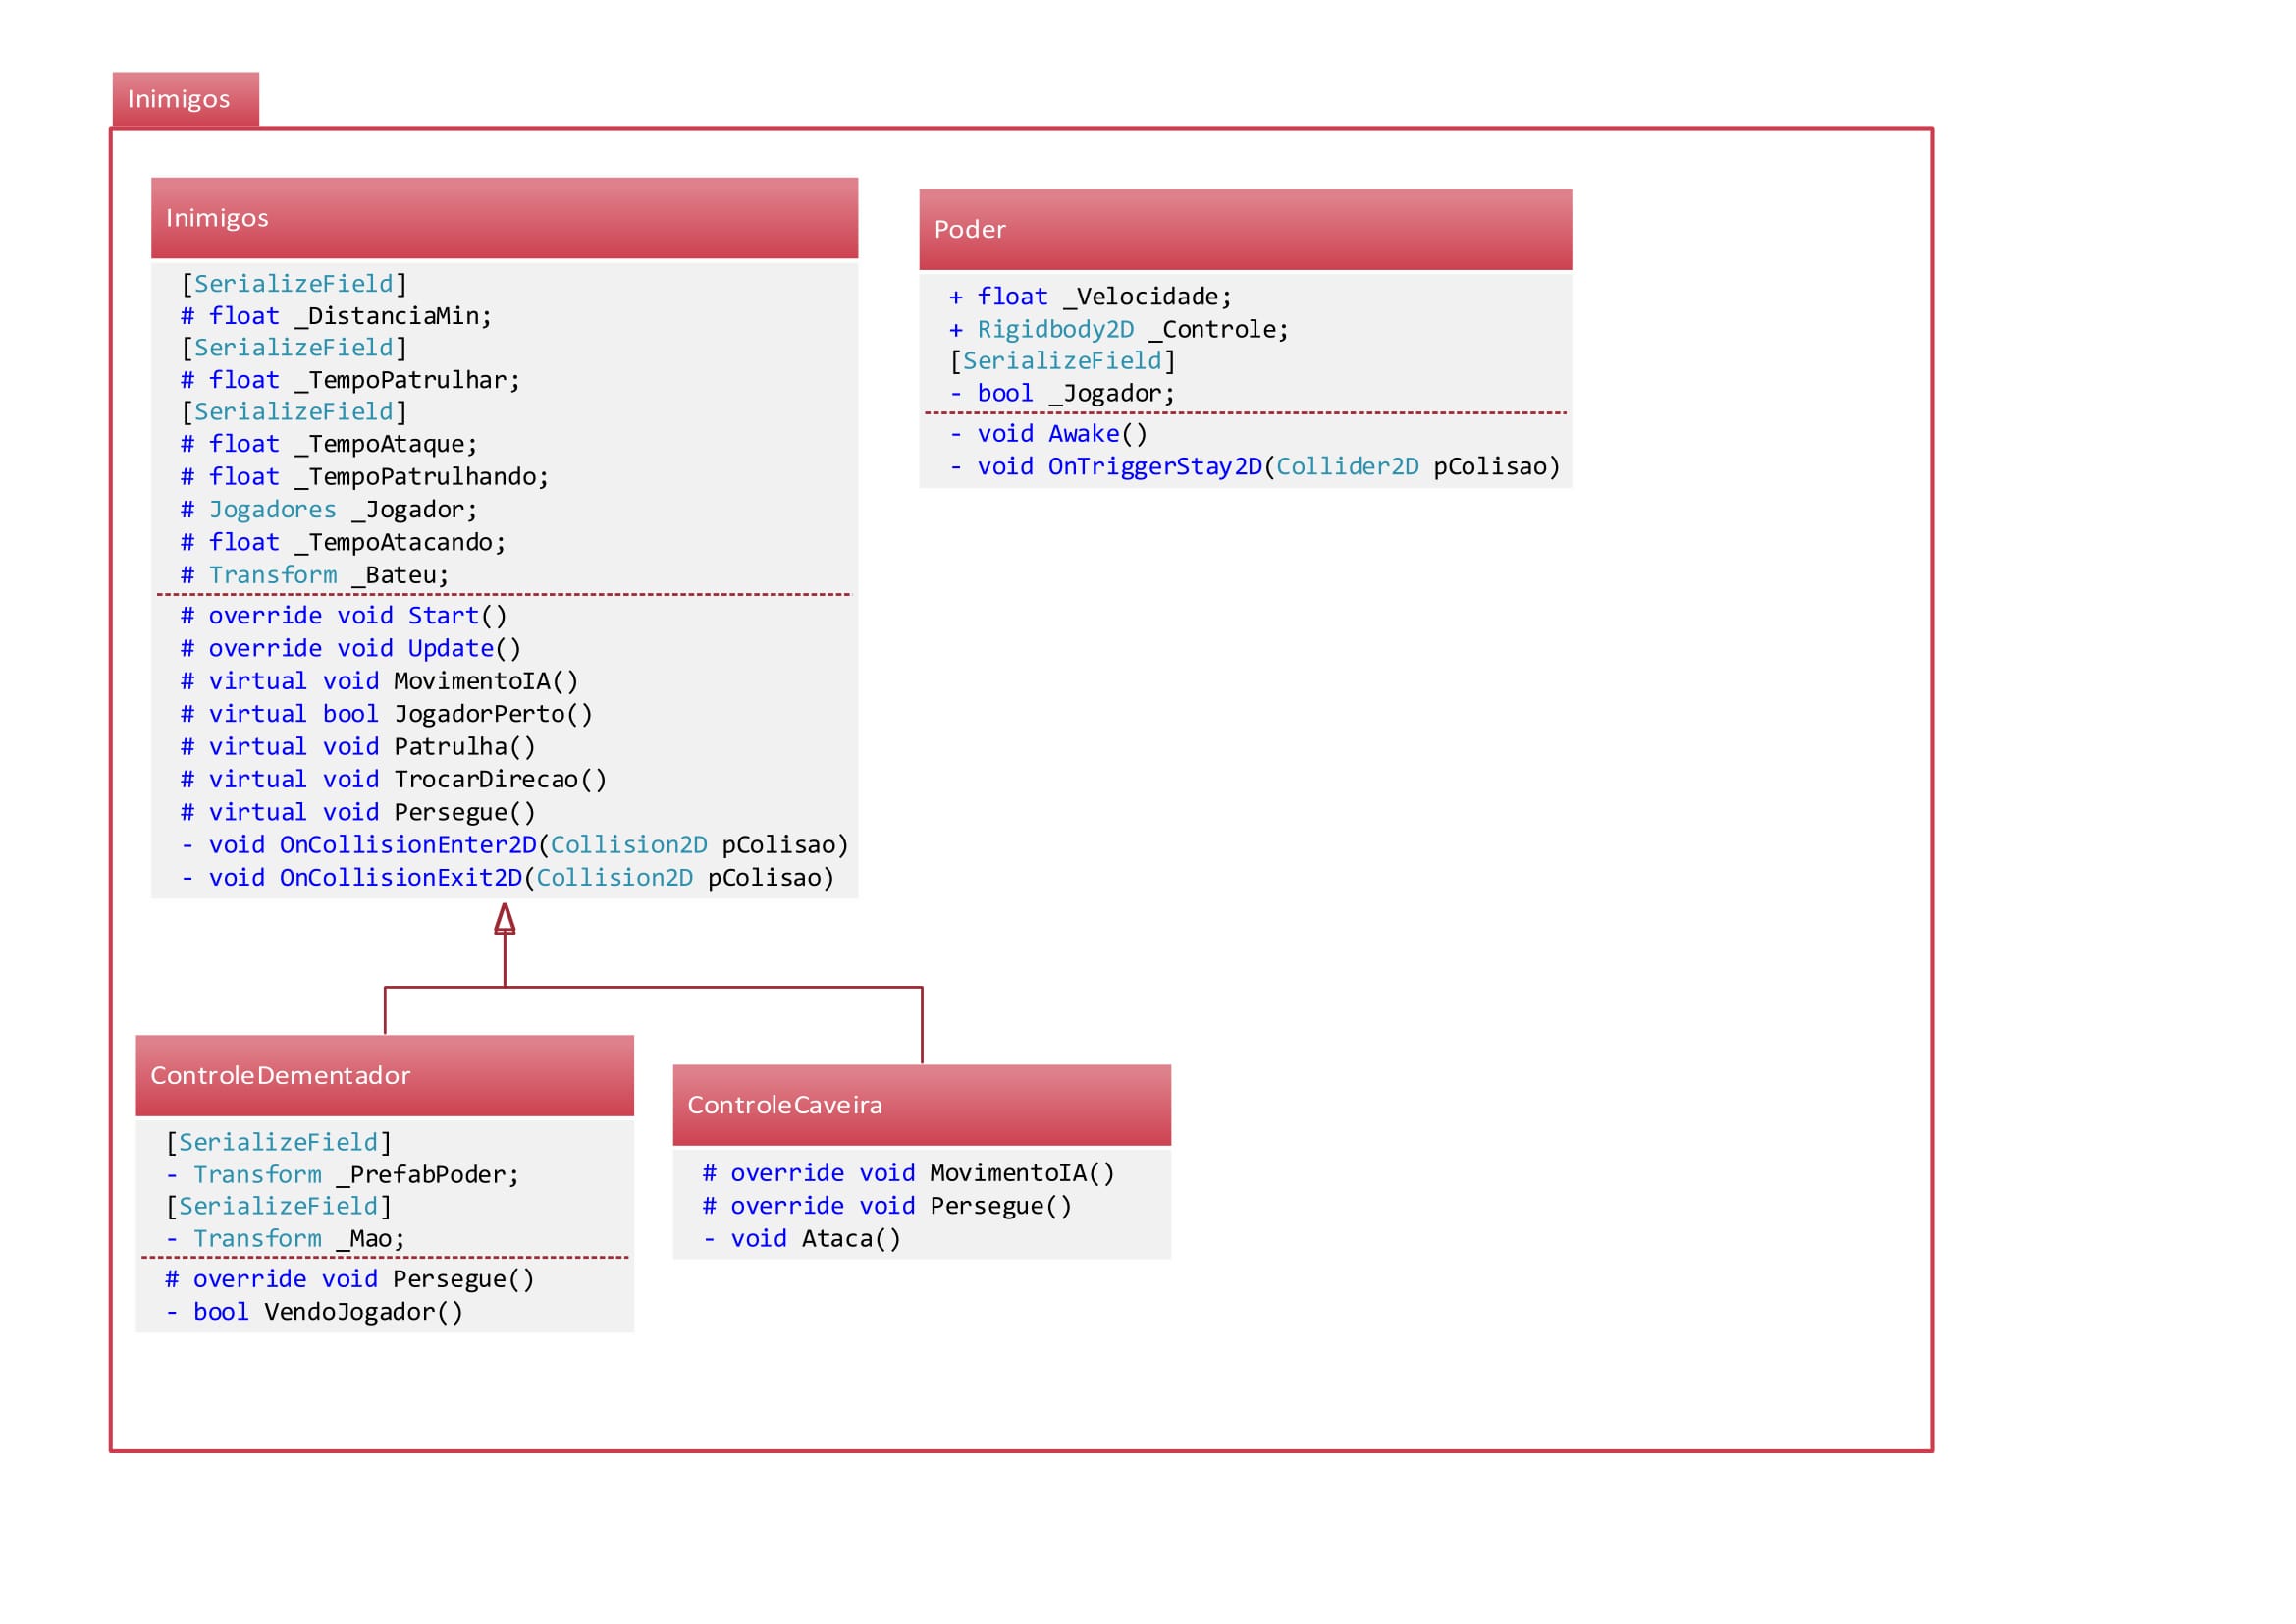 Inimigos
Inimigos
[SerializeField]
# float _DistanciaMin;
[SerializeField]
# float _TempoPatrulhar;
[SerializeField]
# float _TempoAtaque;
# float _TempoPatrulhando;
# Jogadores _Jogador;
# float _TempoAtacando;
# Transform _Bateu;
# override void Start()
# override void Update()
# virtual void MovimentoIA()
# virtual bool JogadorPerto()
# virtual void Patrulha()
# virtual void TrocarDirecao()
# virtual void Persegue()
- void OnCollisionEnter2D(Collision2D pColisao)
- void OnCollisionExit2D(Collision2D pColisao)
Poder
+ float _Velocidade;
+ Rigidbody2D _Controle;
[SerializeField]
- bool _Jogador;
- void Awake()
- void OnTriggerStay2D(Collider2D pColisao)
ControleDementador
[SerializeField]
- Transform _PrefabPoder;
[SerializeField]
- Transform _Mao;
# override void Persegue()
- bool VendoJogador()
ControleCaveira
# override void MovimentoIA()
# override void Persegue()
- void Ataca()